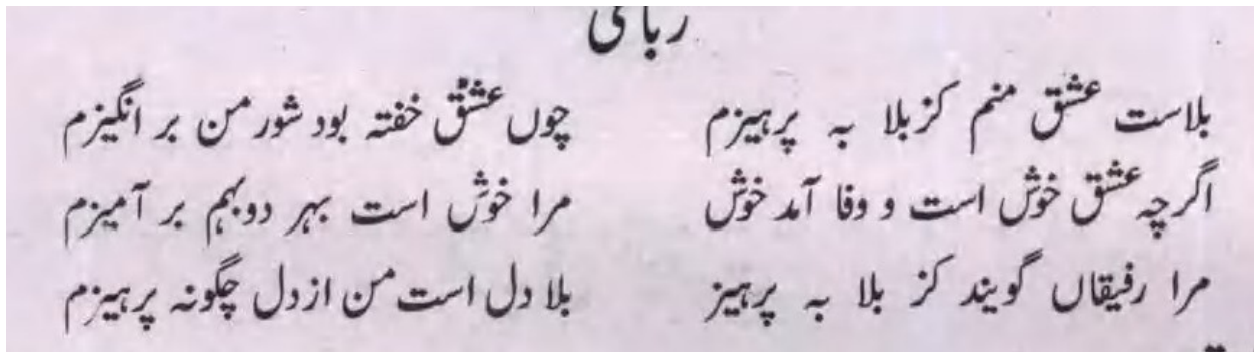 رباعی
بلاست عشق منم کز بلا بہ پرہیزم چوں عشق خفتہ بود شور من بر انگیزم
اگرچہ عشق خوش است و وفا آمد خوش مرا خوش است بہر دو بہم بر آمیزم
مرا رفیقاں گویند کز بلا بہ پرہیز بلا دل است من از دل چگونہ پرہیزم